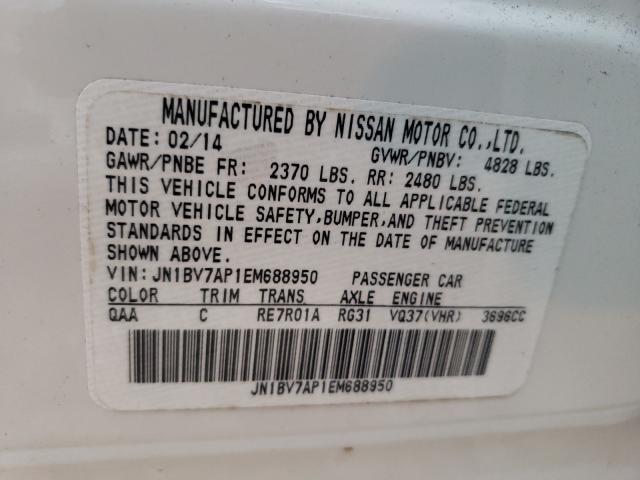 MANUFACTURED BY NISSAN MOTOR CO.,LTD.
DATE: 02/14 GVWR/PNBV: 4828 LBS.
GAWR/PNBE FR: 2370 LBS. RR: 2480 LBS.
THIS VEHICLE CONFORMS TO ALL APPLICABLE FEDERAL
MOTOR VEHICLE SAFETY,BUMPER,AND THEFT PREVENTION
STANDARDS IN EFFECT ON THE DATE OF MANUFACTURE
SHOWN ABOVE.
VIN: JN1BV7AP1EM688950 PASSENGER CAR
COLOR TRIM TRANS AXLE ENGINE
QAA C RE7R01A RG31 VQ37(VHR) 3696CC
JN1BV7AP1EM688950